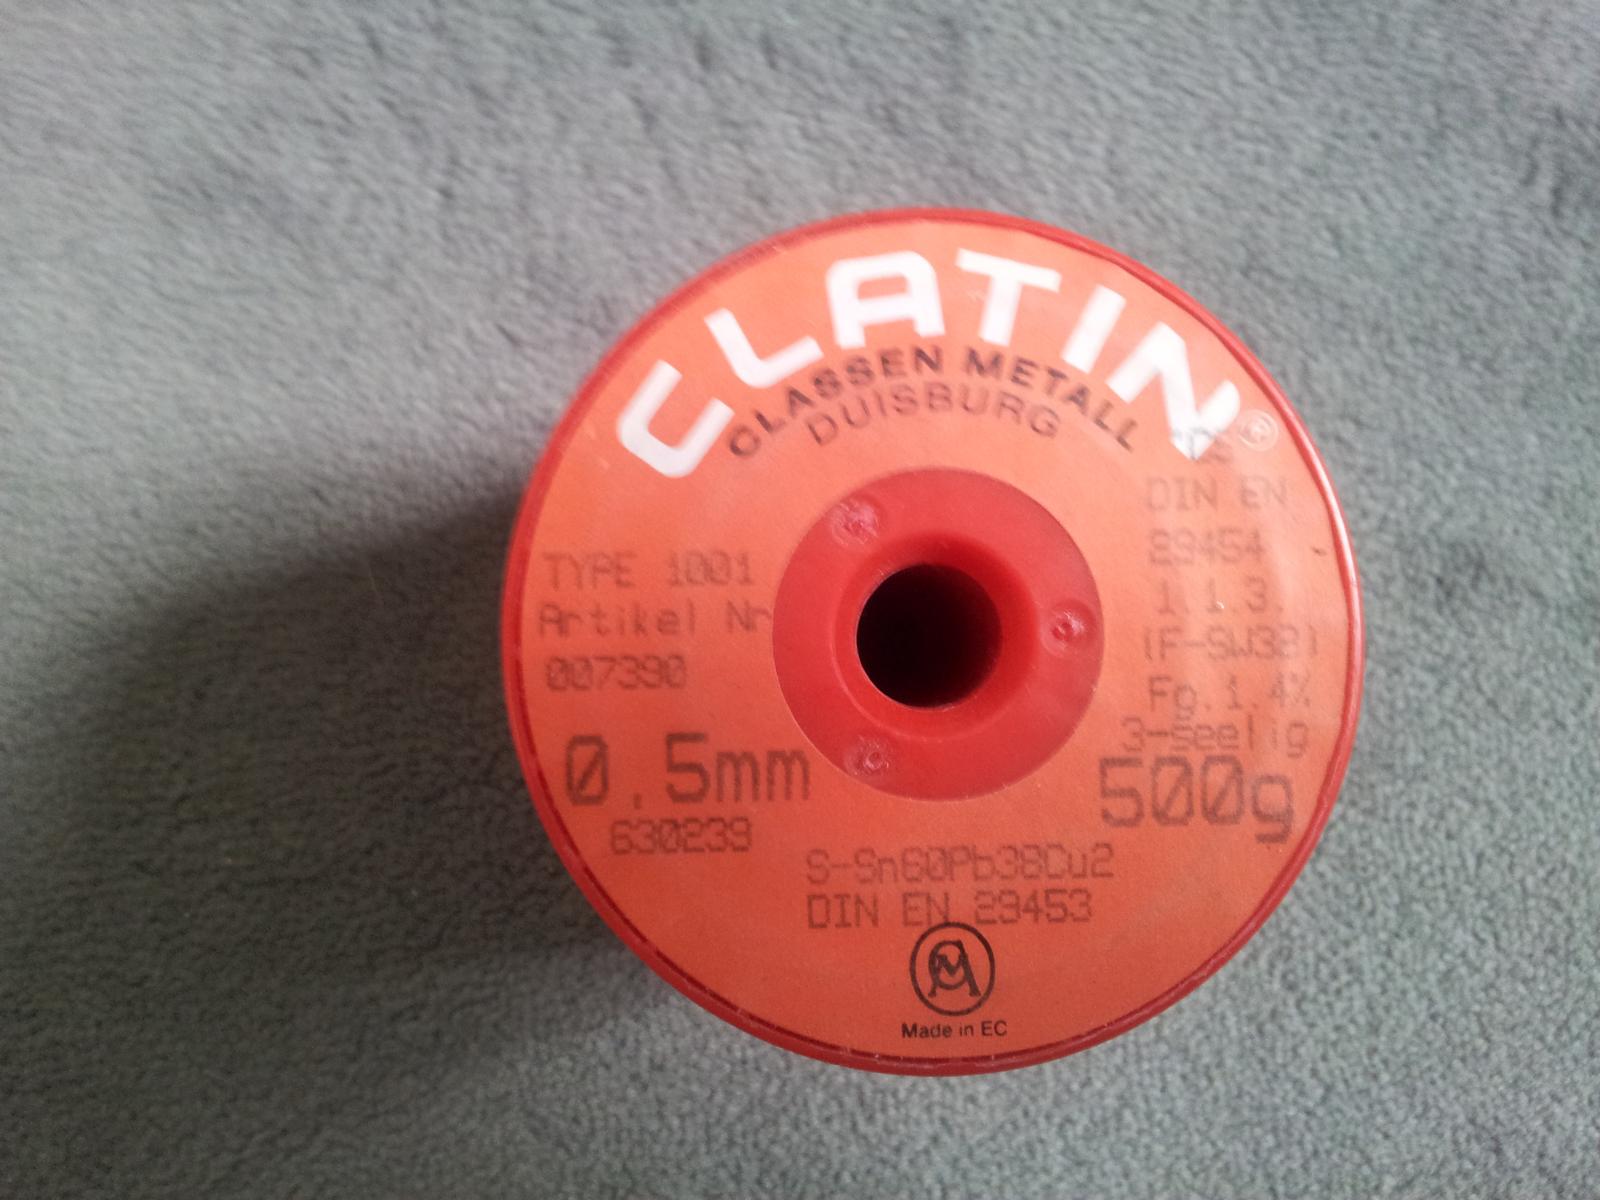 CLATIN®
CLASSEN METALL
DUISBURG
DIN EN
29454
1.1.3.
(F-SW32)
Fg.1.4%
3-seelig
500g
TYPE 1001
Artikel Nr
007390
0.5mm
630239
S-Sn60Pb38Cu2
DIN EN 29453
Made in EC